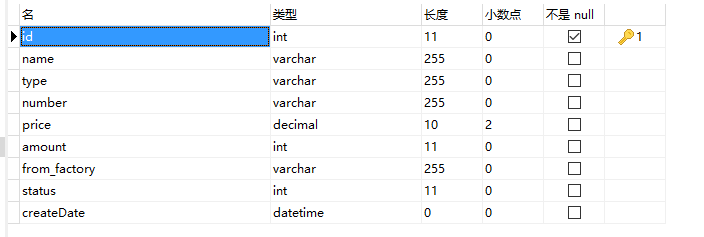 名 类型 长度 小数点 不是 null
id int 11 0 1
name varchar 255 0
type varchar 255 0
number varchar 255 0
price decimal 10 2
amount int 11 0
from_factory varchar 255 0
status int 11 0
createDate datetime 0 0